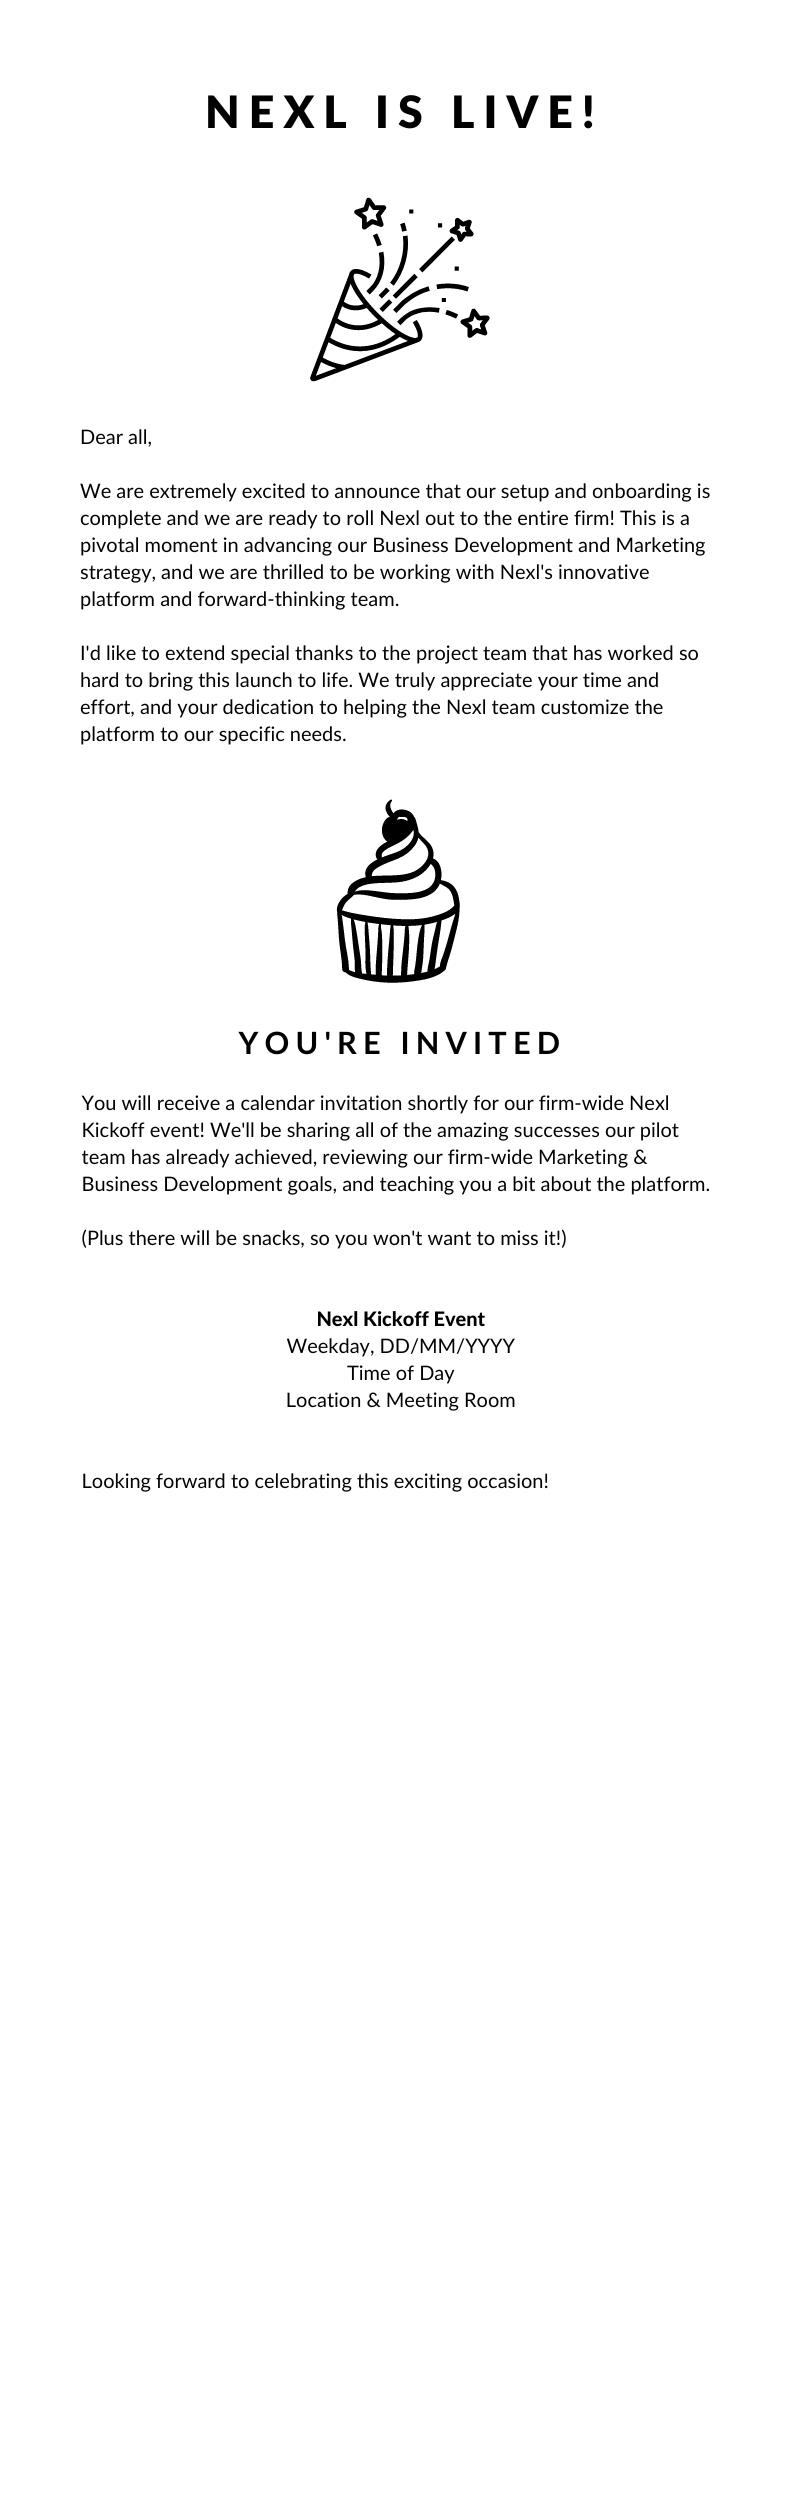 NEXL IS LIVE!
Dear all,
We are extremely excited to announce that our setup and onboarding is
complete and we are ready to roll Nexl out to the entire firm! This is a
pivotal moment in advancing our Business Development and Marketing
strategy, and we are thrilled to be working with Nexl's innovative
platform and forward-thinking team.
I'd like to extend special thanks to the project team that has worked so
hard to bring this launch to life. We truly appreciate your time and
effort, and your dedication to helping the Nexl team customize the
platform to our specific needs.
YOU'RE INVITED
You will receive a calendar invitation shortly for our firm-wide Nexl
Kickoff event! We'll be sharing all of the amazing successes our pilot
team has already achieved, reviewing our firm-wide Marketing &
Business Development goals, and teaching you a bit about the platform.
(Plus there will be snacks, so you won't want to miss it!)
Nexl Kickoff Event
Weekday, DD/MM/YYYY
Time of Day
Location & Meeting Room
Looking forward to celebrating this exciting occasion!